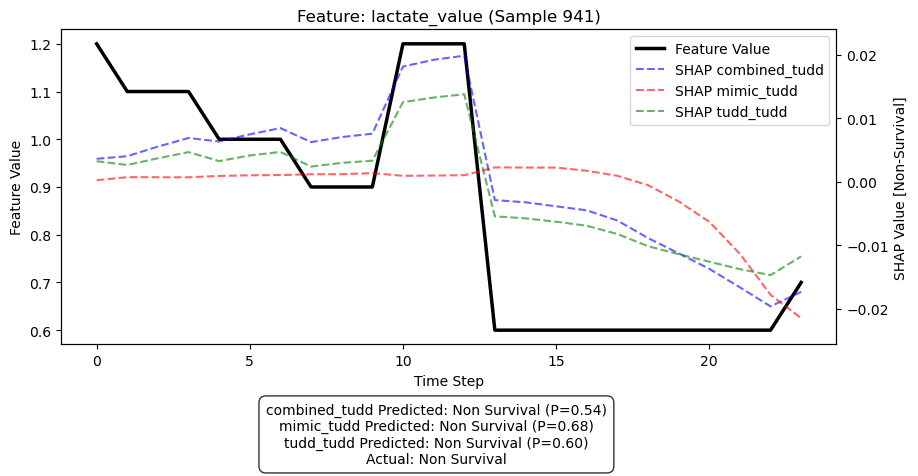 Feature: lactate_value (Sample 941)
Feature Value
1.2
1.1
1.0
0.9
0.8
0.7
0.6
0
5
10
15
20
Time Step
0.02
0.01
0.00
−0.01
−0.02
SHAP Value [Non-Survival]
Feature Value
SHAP combined_tudd
SHAP mimic_tudd
SHAP tudd_tudd
combined_tudd Predicted: Non Survival (P=0.54)
mimic_tudd Predicted: Non Survival (P=0.68)
tudd_tudd Predicted: Non Survival (P=0.60)
Actual: Non Survival